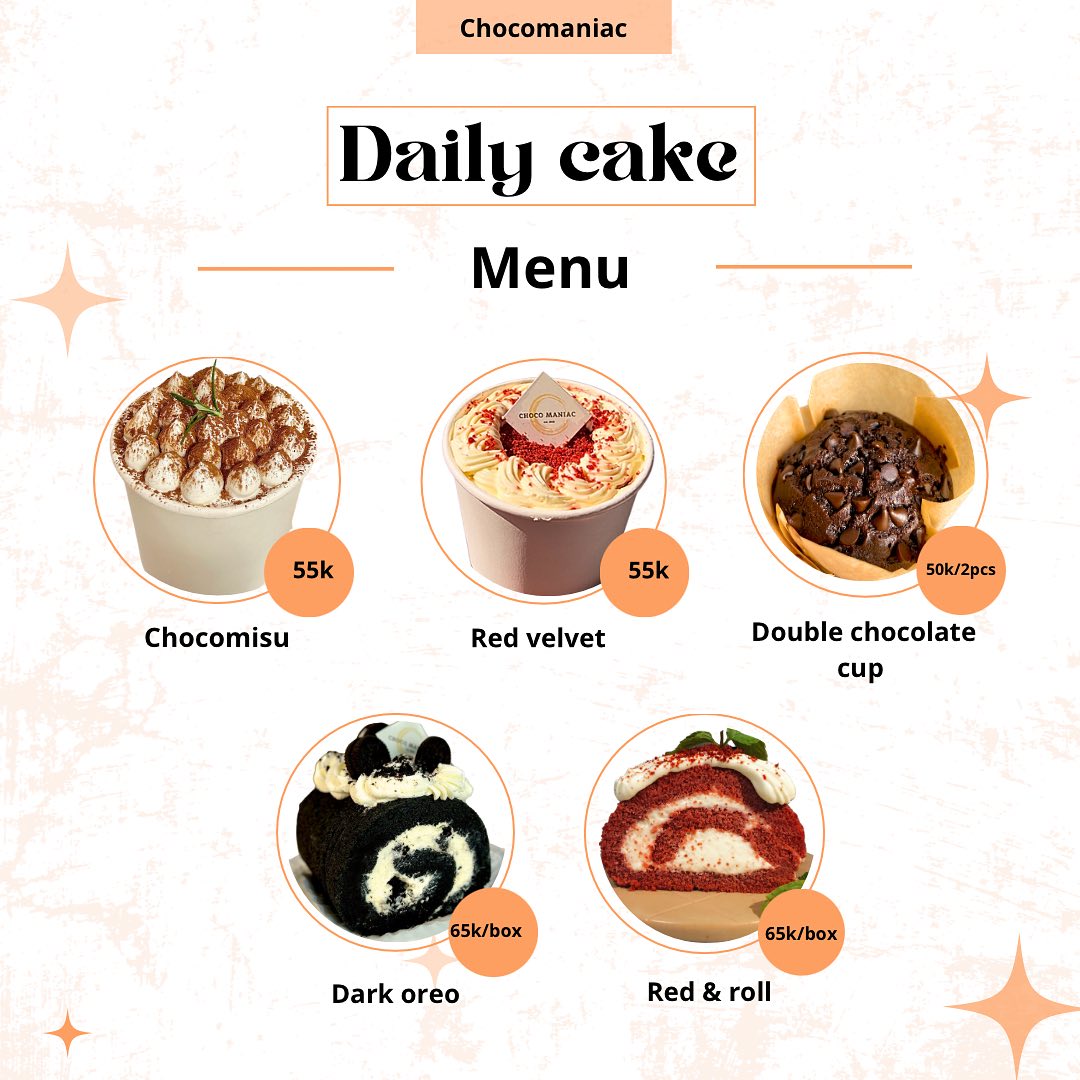 Chocomaniac
Daily cake
Menu
CHOCO MANIAC
55k
55k
50k/2pcs
Chocomisu
Red velvet
Double chocolate
cup
65k/box
65k/box
Dark oreo
Red & roll